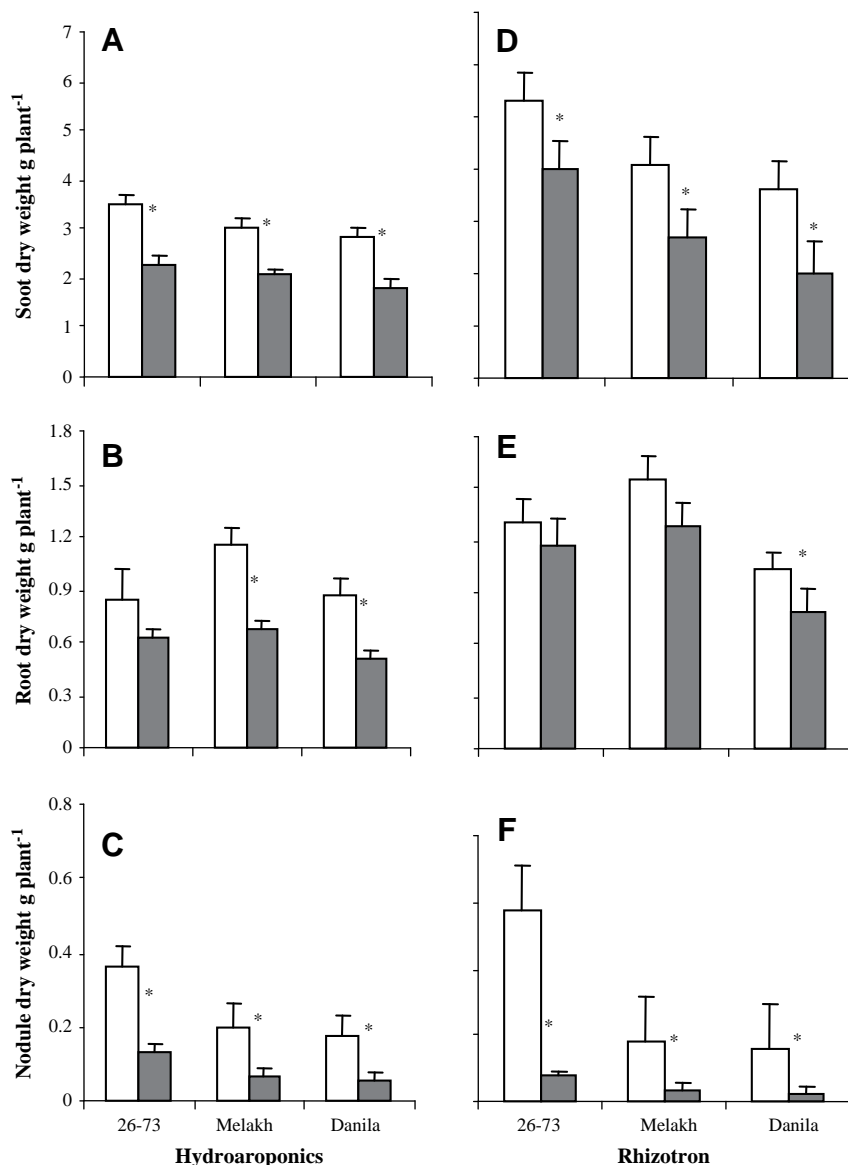 A
D
Soot dry weight g plant-1
7
6
5
4
3
2
1
0
*
*
*
*
*
*
B
E
Root dry weight g plant-1
1.8
1.5
1.2
0.9
0.6
0.3
0
*
*
*
C
F
Nodule dry weight g plant-1
0.8
0.6
0.4
0.2
0
*
*
*
*
*
*
26-73 Melakh Danila
Hydroaroponics
26-73 Melakh Danila
Rhizotron